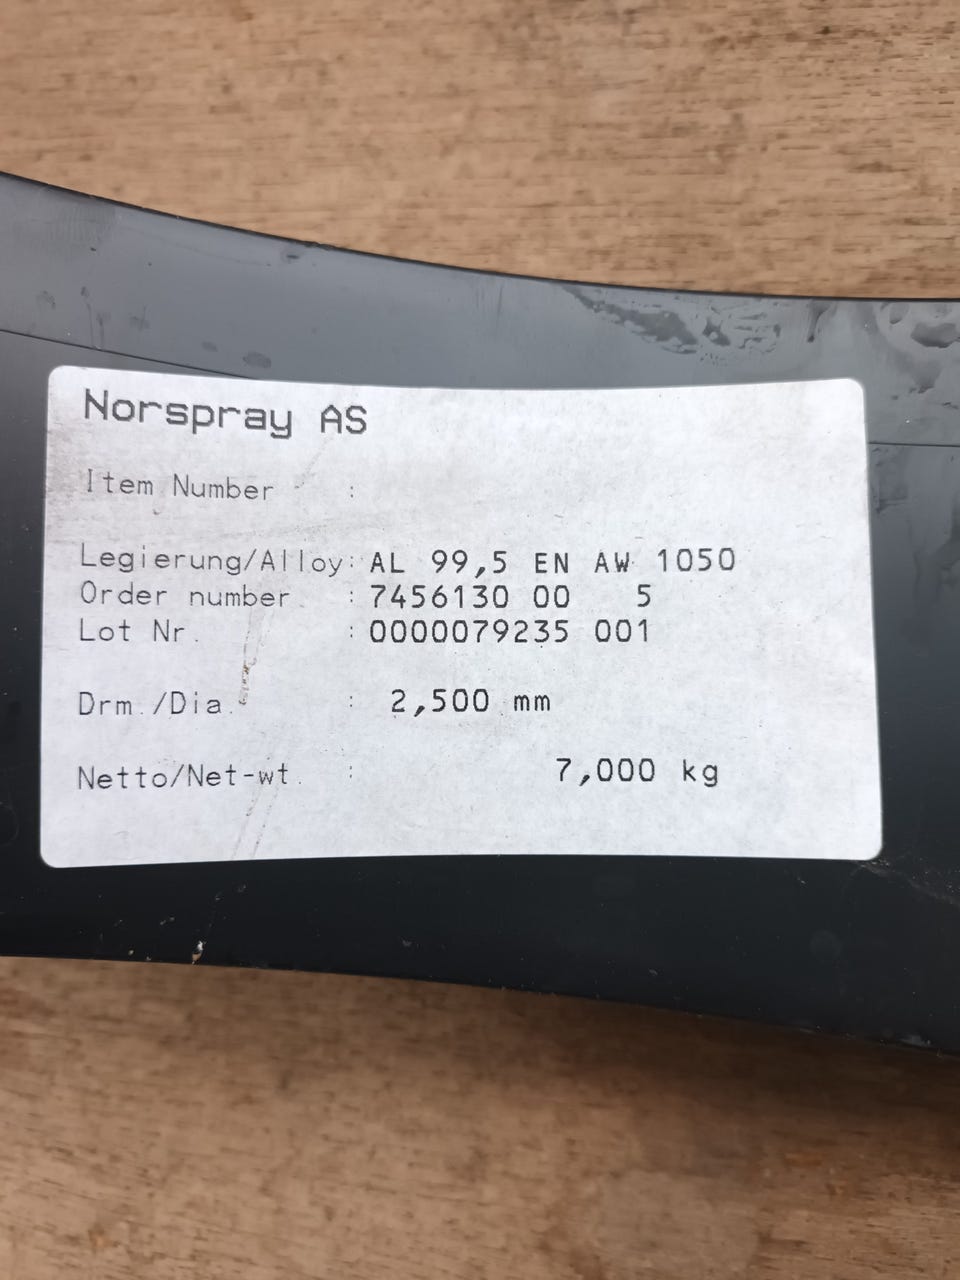 Norspray AS
Item Number :
Legierung/Alloy: AL 99,5 EN AW 1050
Order number : 7456130 00 5
Lot Nr. : 0000079235 001
Drm./Dia. : 2,500 mm
Netto/Net-wt. : 7,000 kg